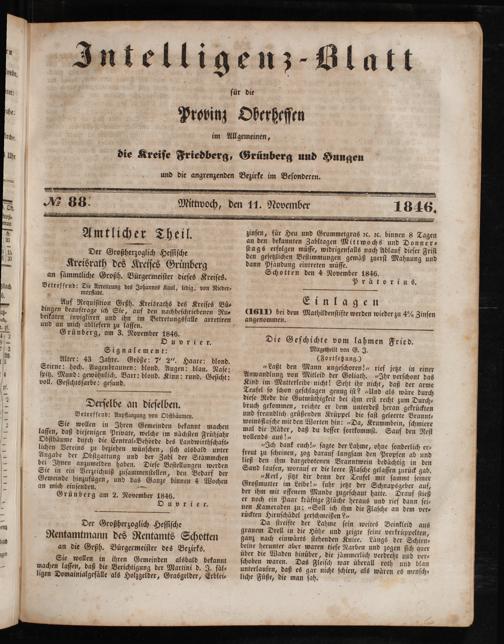 Intelligenz-Blatt
für die
Provinz Oberhessen
im Allgemeinen,
die Kreise Friedberg, Grünberg und Hungen
und die angrenzenden Bezirke im Besonderen.
№ 88. Mittwoch, den 11. November 1846.
Amtlicher Theil.
Der Großherzoglich Hessische
Kreisrath des Kreises Grünberg
an sämmtliche Großh. Bürgermeister dieses Kreises.
Betreffend: Die Arretirung des Johannes Kaul, ledig, von Nieder-
Auf Requisition Großh. Kreisraths des Kreises Bü-
dingen beauftrage ich Sie, auf den nachbeschriebenen Ru-
bricaten invigiliren und ihn im Betretungsfalle arretiren
und an mich abliefern zu lassen.
Grünberg, am 3. November 1846.
Ouvrier.
Signalement:
Alter: 43 Jahre. Größe: 7' 2". Haare: blond.
Stirne: hoch. Augenbraunen: blond. Augen: blau. Nase:
spitz. Mund: gewöhnlich. Bart: blond. Kinn: rund. Gesicht:
voll. Gesichtsfarbe: gesund.
Derselbe an dieselben.
Betreffend: Anpflanzung von Obstbäumen.
Sie wollen in Ihren Gemeinden bekannt machen
lassen, daß diejenigen Private, welche im nächsten Frühjahr
Obstbäume durch die Central-Behörde des Landwirthschaft-
lichen Vereins zu beziehen wünschen, sich alsbald unter
Angabe der Obstgattung und der Zahl der Stämmchen
bei Ihnen anzumelden haben. Diese Bestellungen werden
Sie in ein Verzeichniß zusammenstellen, den Bedarf der
Gemeinde hinzufügen, und das Ganze binnen 4 Wochen
an mich einsenden.
Grünberg am 2. November 1846.
Ouvrier.
Der Großherzoglich Hessische
Rentamtmann des Rentamts Schotten
an die Großh. Bürgermeister des Bezirks.
Sie wollen in ihren Gemeinden alsbald bekannt
machen lassen, daß die Berichtigung der Martini d. J. fäl-
ligen Domanialgefälle als Holzgelder, Grasgelder, Erblei-
zinsen, für Heu und Grummetgras ꝛc. ꝛc. binnen 8 Tagen
an den bekannten Zahltagen Mittwochs und Donner-
stags erfolgen müsse, widrigenfalls nach Ablauf dieser Frist
den gesetzlichen Bestimmungen gemäß zuerst Mahnung und
dann Pfändung eintreten müsse.
Schotten den 4 November 1846.
Prätorius.
Einlagen
(1611) bei dem Mathildenstifte werden wieder zu 4¼ Zinsen
angenommen.
Die Geschichte vom lahmen Fried.
Mitgetheilt von E. J.
(Fortsetzung.)
»Laßt den Mann ungeschoren!« rief jetzt in einer
Anwandlung von Mitleid der Goliath. »Ihr verschont das
Kind im Mutterleibe nicht! Seht ihr nicht, daß der arme
Teufel so schon geschlagen genug ist?« Und als wäre durch
diese Rede die Gutmüthigkeit bei ihm erst recht zum Durch-
bruch gekommen, reichte er dem unterdeß heran gerückten
und freundlich grüßenden Krüppel die fast geleerte Brannt-
weinflasche mit den Worten hin: »Da, Krummbein, schmiere
mir die Räder, daß du besser fortkommst. Sauf den Rest
vollends aus!«
»Ich dank euch!« sagte der Lahme, ohne sonderlich er-
freut zu scheinen, zog darauf langsam den Propfen ab und
ließ den ihm dargebotenen Branntwein bedächtig in den
Sand laufen, worauf er die leere Flasche gelassen zurück gab.
»Kerl, sitzt dir denn der Teufel mit sammt seiner
Großmutter im Leibe!« schrie jetzt der Schnapsgeber auf,
der ihm mit offenem Munde zugeschaut hatte. Drauf stieß
er noch ein Paar kräftige Flüche heraus und rief dann sei-
nen Kameraden zu: »Soll ich ihm die Flasche an dem ver-
rückten Hirnschädel zerschmeißen?«
Da streifte der Lahme sein weites Beinkleid aus
grauem Drell in die Höhe und zeigte seine verkrüppelten,
ganz nach einwärts stehenden Kniee. Längs der Schien-
beine herunter aber waren tiefe Narben und zogen sich quer
über die Waden hinüber, die jämmerlich verdreht und ver-
schoben waren. Das Fleisch war überall roth und blau
unterlaufen, daß es gar nicht schien, als wären es mensch-
liche Füße, die man sah.